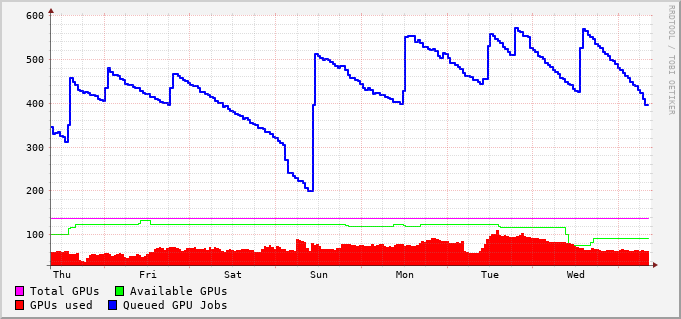 600
500
400
300
200
100
Thu Fri Sat Sun Mon Tue Wed
Total GPUs Available GPUs
GPUs used Queued GPU Jobs
RRDTOOL / TOBI OETIKER